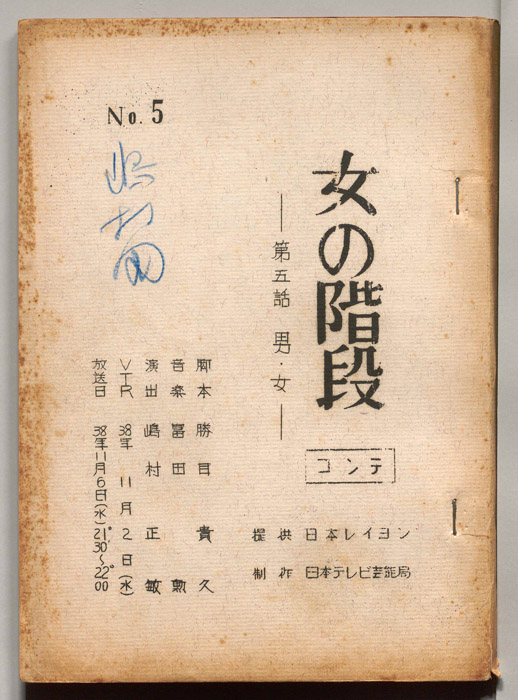 No. 5
女の階段
―第五話 男・女―
コンテ
提供 日本レイヨン
制作 日本テレビ芸能局
脚本 勝目貴久
音楽 冨田勲
演出 嶋村正敏
VTR 38年11月2日(水)
放送日 38年11月6日(水)21°30~22°00